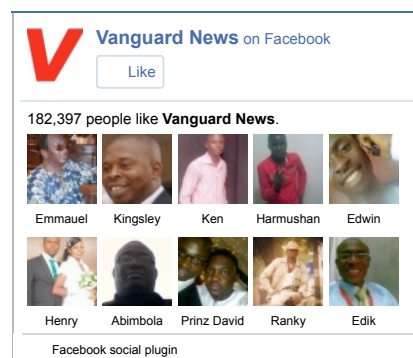 Vanguard News on Facebook
Like
182,397 people like Vanguard News.
Emmauel Kingsley Ken Harmushan Edwin
Henry Abimbola Prinz David Ranky Edik
Facebook social plugin